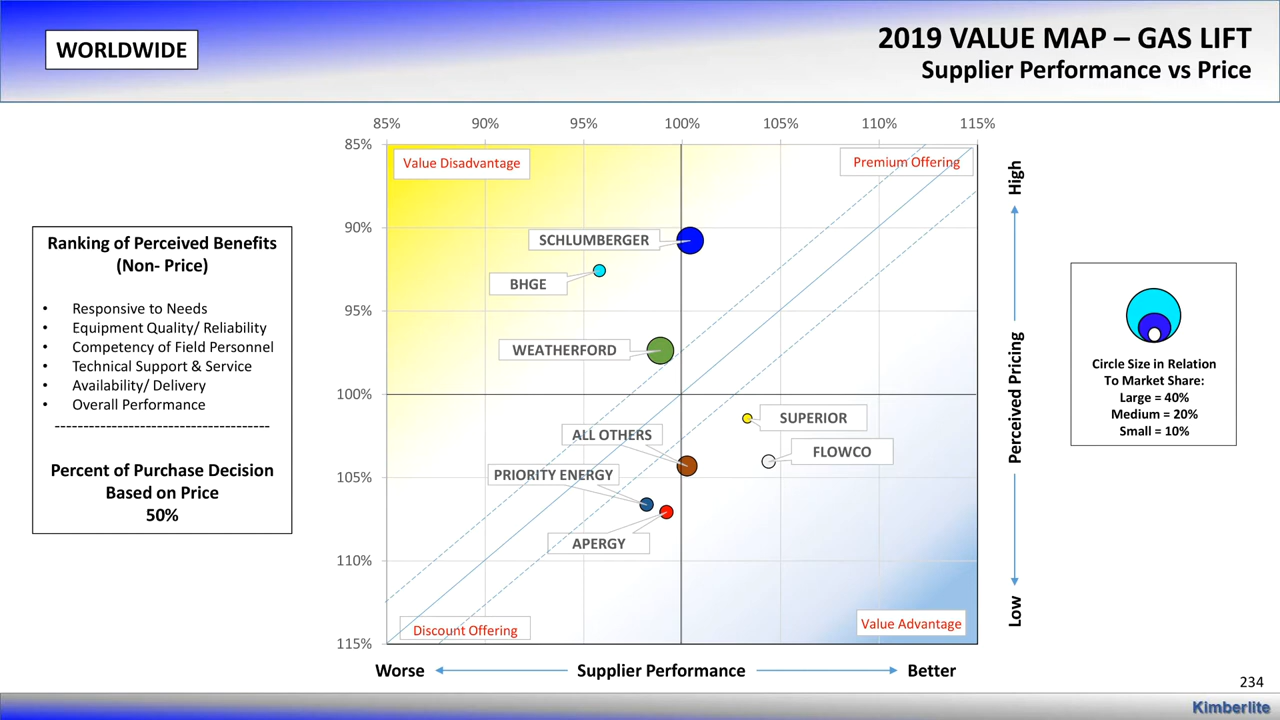 WORLDWIDE
2019 VALUE MAP – GAS LIFT
Supplier Performance vs Price
85% 90% 95% 100% 105% 110% 115%
85%
Value Disadvantage
Premium Offering
90%
SCHLUMBERGER
BHGE
95%
WEATHERFORD
100%
SUPERIOR
ALL OTHERS
FLOWCO
105%
PRIORITY ENERGY
APERGY
110%
Value Advantage
Discount Offering
115%
Worse
Supplier Performance
Better
High
Perceived Pricing
Low
Ranking of Perceived Benefits
(Non- Price)
• Responsive to Needs
• Equipment Quality/ Reliability
• Competency of Field Personnel
• Technical Support & Service
• Availability/ Delivery
• Overall Performance
-------------------------------------
Percent of Purchase Decision
Based on Price
50%
Circle Size in Relation
To Market Share:
Large = 40%
Medium = 20%
Small = 10%
234
Kimberlite